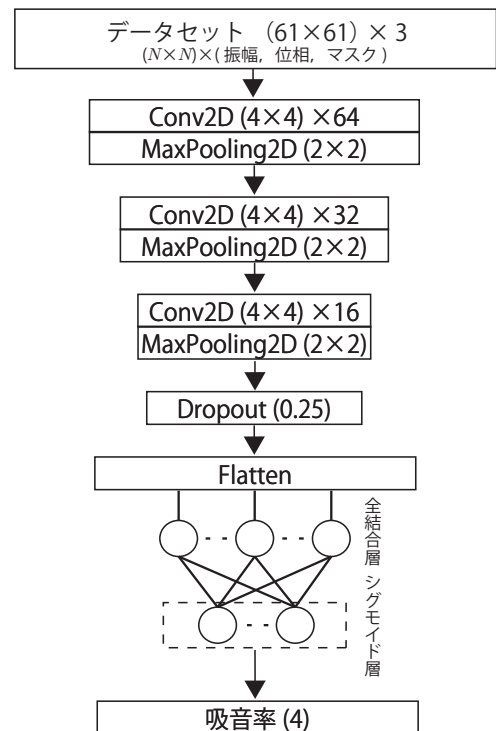 データセット （61×61）× 3
(N×N)×( 振幅，位相，マスク )
Conv2D (4×4) ×64
MaxPooling2D (2×2)
Conv2D (4×4) ×32
MaxPooling2D (2×2)
Conv2D (4×4) ×16
MaxPooling2D (2×2)
Dropout (0.25)
Flatten
全結合層
シグモイド層
吸音率 (4)